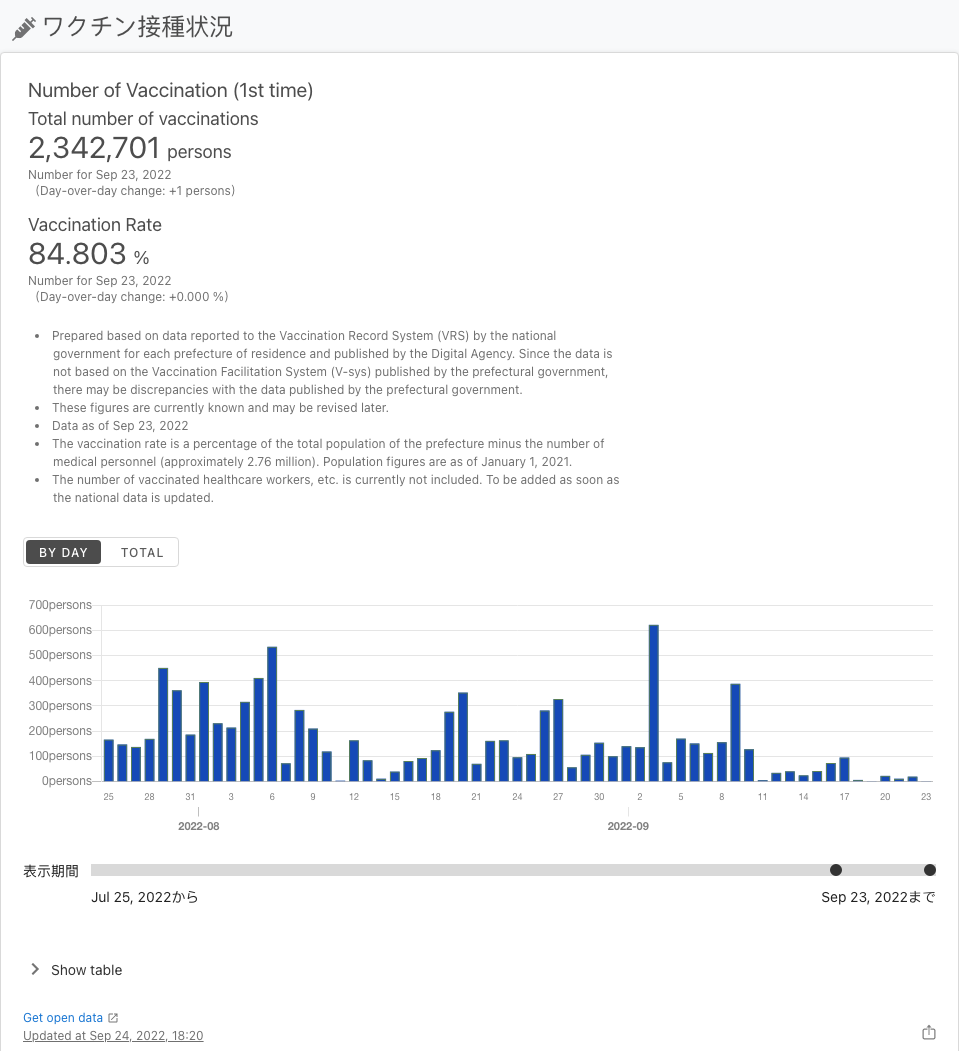 ワクチン接種状況
Number of Vaccination (1st time)
Total number of vaccinations
2,342,701 persons
Number for Sep 23, 2022
(Day-over-day change: +1 persons)
Vaccination Rate
84.803 %
Number for Sep 23, 2022
(Day-over-day change: +0.000 %)
• Prepared based on data reported to the Vaccination Record System (VRS) by the national
government for each prefecture of residence and published by the Digital Agency. Since the data is
not based on the Vaccination Facilitation System (V-sys) published by the prefectural government,
there may be discrepancies with the data published by the prefectural government.
• These figures are currently known and may be revised later.
• Data as of Sep 23, 2022
• The vaccination rate is a percentage of the total population of the prefecture minus the number of
medical personnel (approximately 2.76 million). Population figures are as of January 1, 2021.
• The number of vaccinated healthcare workers, etc. is currently not included. To be added as soon as
the national data is updated.
BY DAY TOTAL
700persons
600persons
500persons
400persons
300persons
200persons
100persons
0persons
25 28 31 3 6 9 12 15 18 21 24 27 30 2 5 8 11 14 17 20 23
2022-08 2022-09
表示期間
Jul 25, 2022から Sep 23, 2022まで
Show table
Get open data
Updated at Sep 24, 2022, 18:20